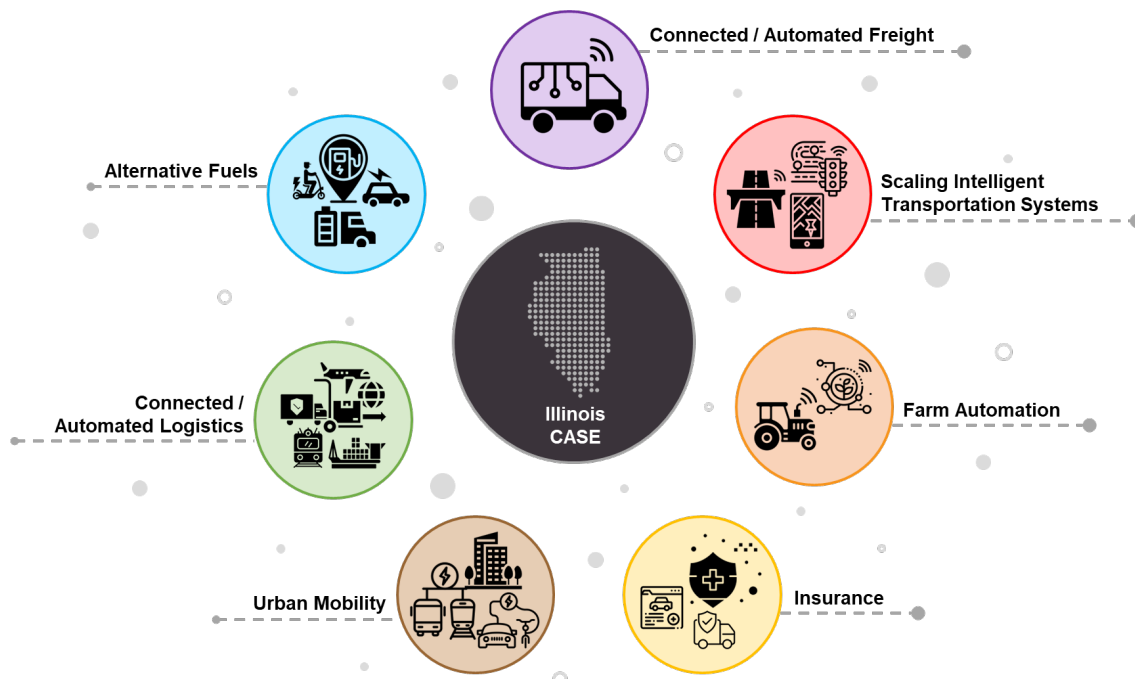 Connected / Automated Freight
Alternative Fuels
Scaling Intelligent
Transportation Systems
Illinois
CASE
Connected /
Automated Logistics
Farm Automation
Urban Mobility
Insurance